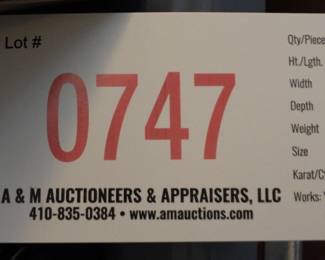 Lot #
0747
A & M AUCTIONEERS & APPRAISERS, LLC
410-835-0384 • www.amauctions.com
Qty/Piece
Ht./Lgth.
Width
Depth
Weight
Size
Karat/C
Works: